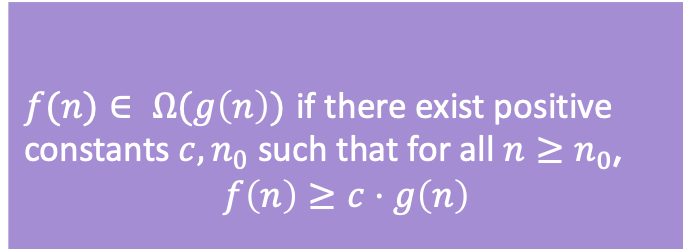 𝑓(𝑛) ∈ Ω(𝑔(𝑛)) if there exist positive
constants 𝑐, 𝑛₀ such that for all 𝑛 ≥ 𝑛₀,
𝑓(𝑛) ≥ 𝑐 · 𝑔(𝑛)